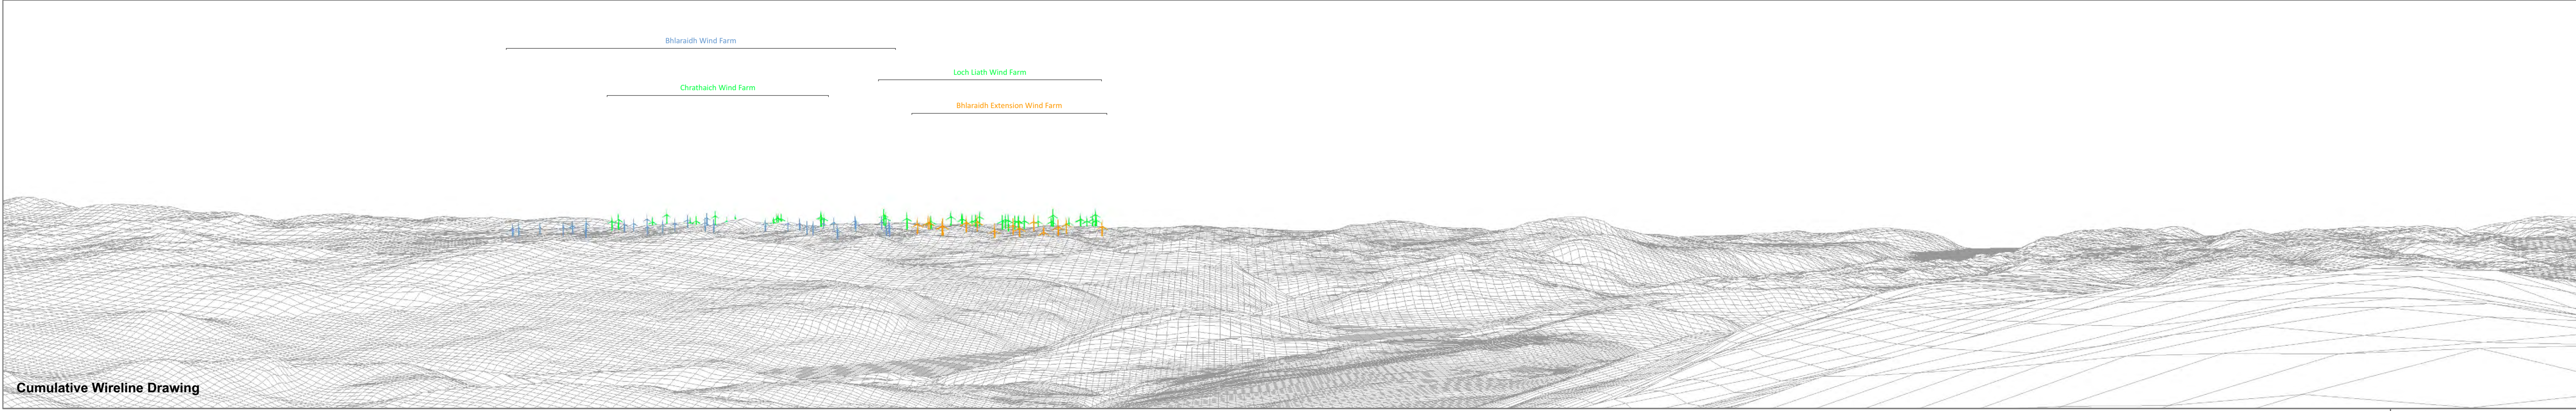 Bhlaraidh Wind Farm
Loch Liath Wind Farm
Chrathaich Wind Farm
Bhlaraidh Extension Wind Farm
Cumulative Wireline Drawing